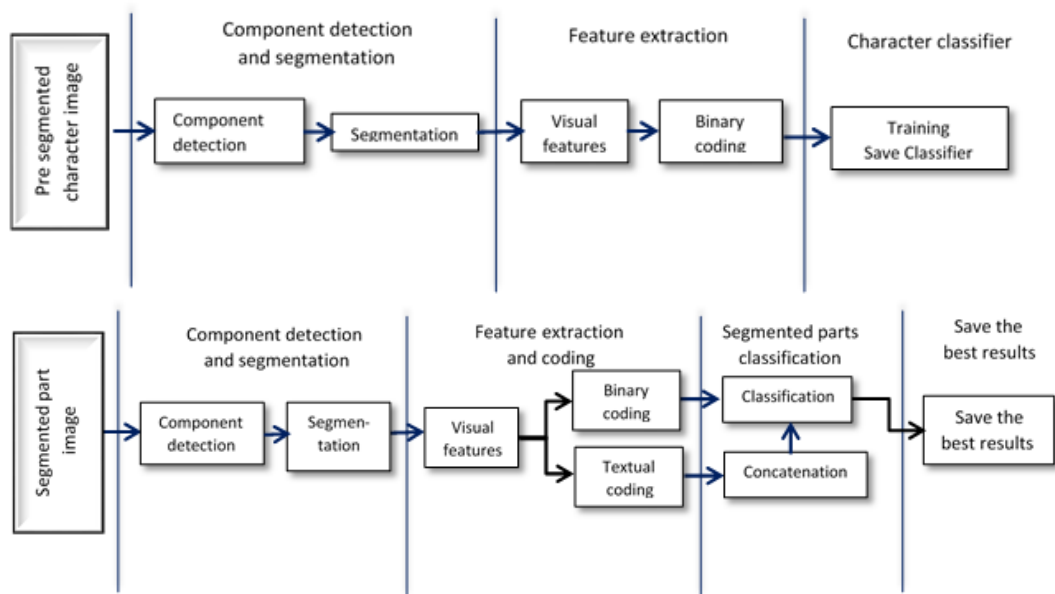 Pre segmented
character image
Component detection
and segmentation
Feature extraction
Character classifier
Component
detection
Segmentation
Visual
features
Binary
coding
Training
Save Classifier
Segmented part
image
Component detection
and segmentation
Feature extraction
and coding
Segmented parts
classification
Save the
best results
Component
detection
Segmen-
tation
Visual
features
Binary
coding
Textual
coding
Classification
Concatenation
Save the
best results